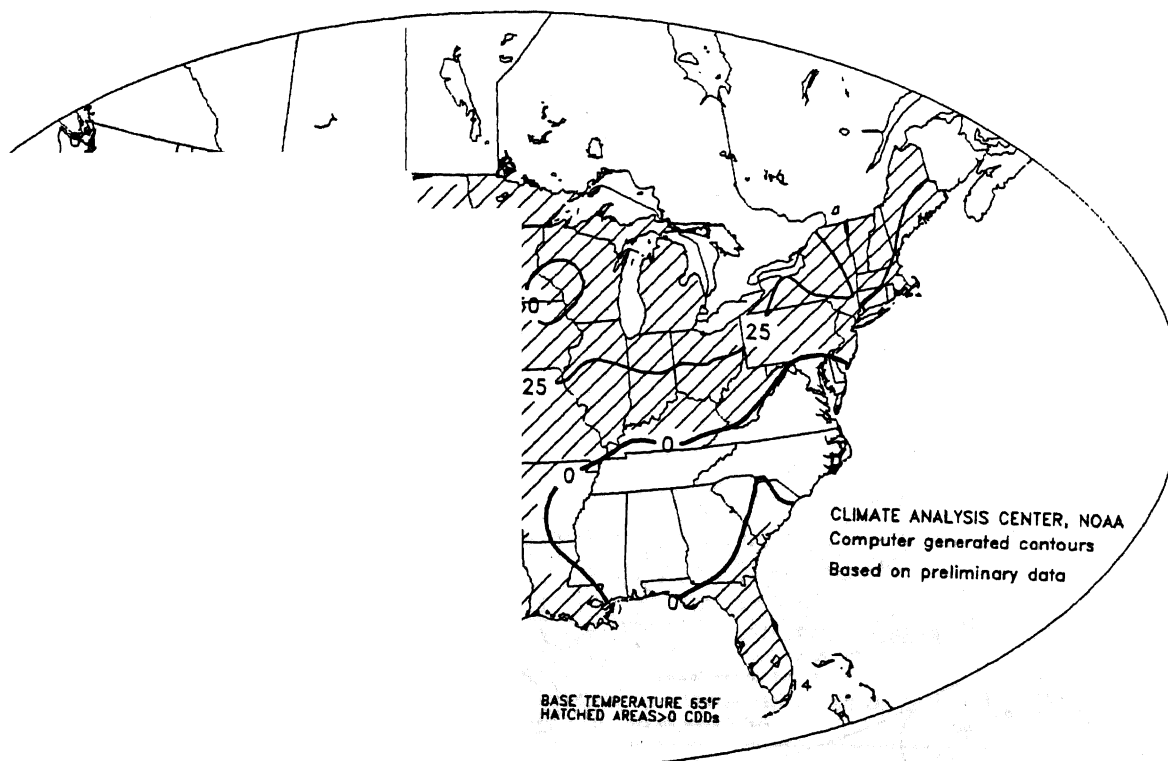 25
25
0
0
0
CLIMATE ANALYSIS CENTER, NOAA
Computer generated contours
Based on preliminary data
BASE TEMPERATURE 65°F
HATCHED AREAS>0 CDDs